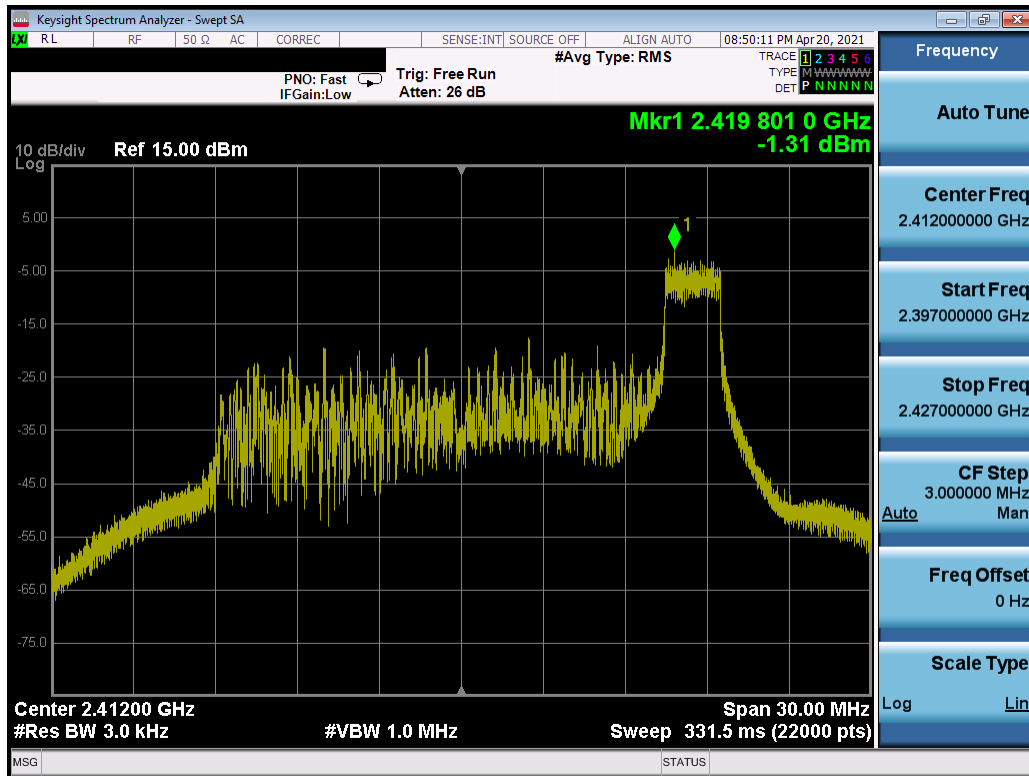 Keysight Spectrum Analyzer - Swept SA
LXI RL RF 50 Ω AC CORREC SENSE:INT SOURCE OFF ALIGN AUTO 08:50:11 PM Apr 20, 2021
#Avg Type: RMS
TRACE 1 2 3 4 5 6
PNO: Fast Trig: Free Run TYPE M W W W W W
IFGain:Low Atten: 26 dB DET P N N N N N
Mkr1 2.419 801 0 GHz
-1.31 dBm
10 dB/div Ref 15.00 dBm
Log
5.00
1
-5.00
-15.0
-25.0
-35.0
-45.0
-55.0
-65.0
-75.0
Center 2.41200 GHz Span 30.00 MHz
#Res BW 3.0 kHz #VBW 1.0 MHz Sweep 331.5 ms (22000 pts)
MSG STATUS
Frequency
Auto Tune
Center Freq
2.412000000 GHz
Start Freq
2.397000000 GHz
Stop Freq
2.427000000 GHz
CF Step
3.000000 MHz
Auto Man
Freq Offset
0 Hz
Scale Type
Log Lin